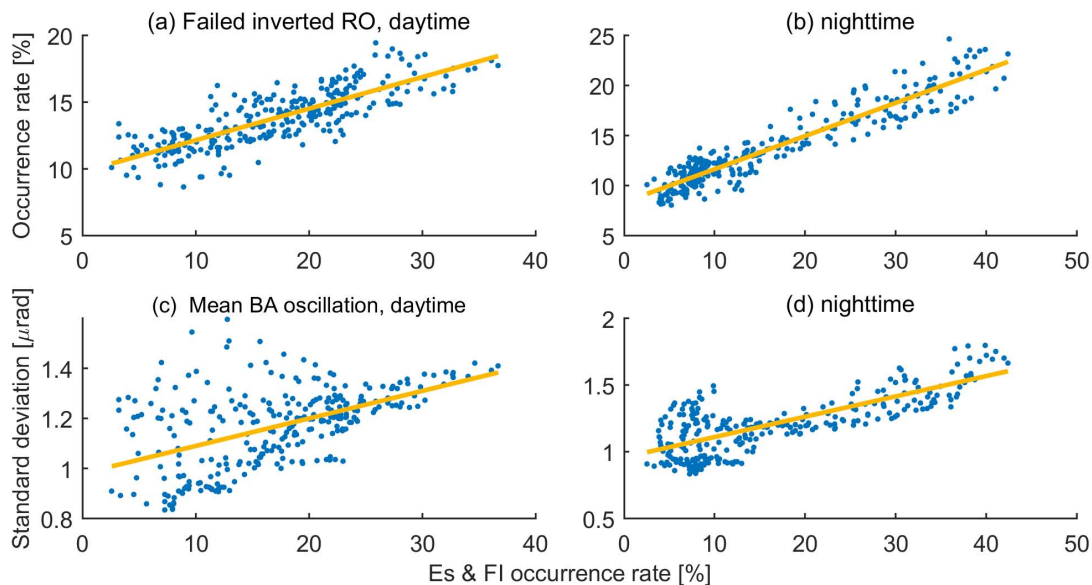 (a) Failed inverted RO, daytime
(b) nighttime
Occurrence rate [%]
20
15
10
5
0 10 20 30 40
25
20
15
10
5
0 10 20 30 40 50
(c) Mean BA oscillation, daytime
(d) nighttime
Standard deviation [μrad]
1.4
1.2
1
0.8
0 10 20 30 40
2
1.5
1
0.5
0 10 20 30 40 50
Es & FI occurrence rate [%]